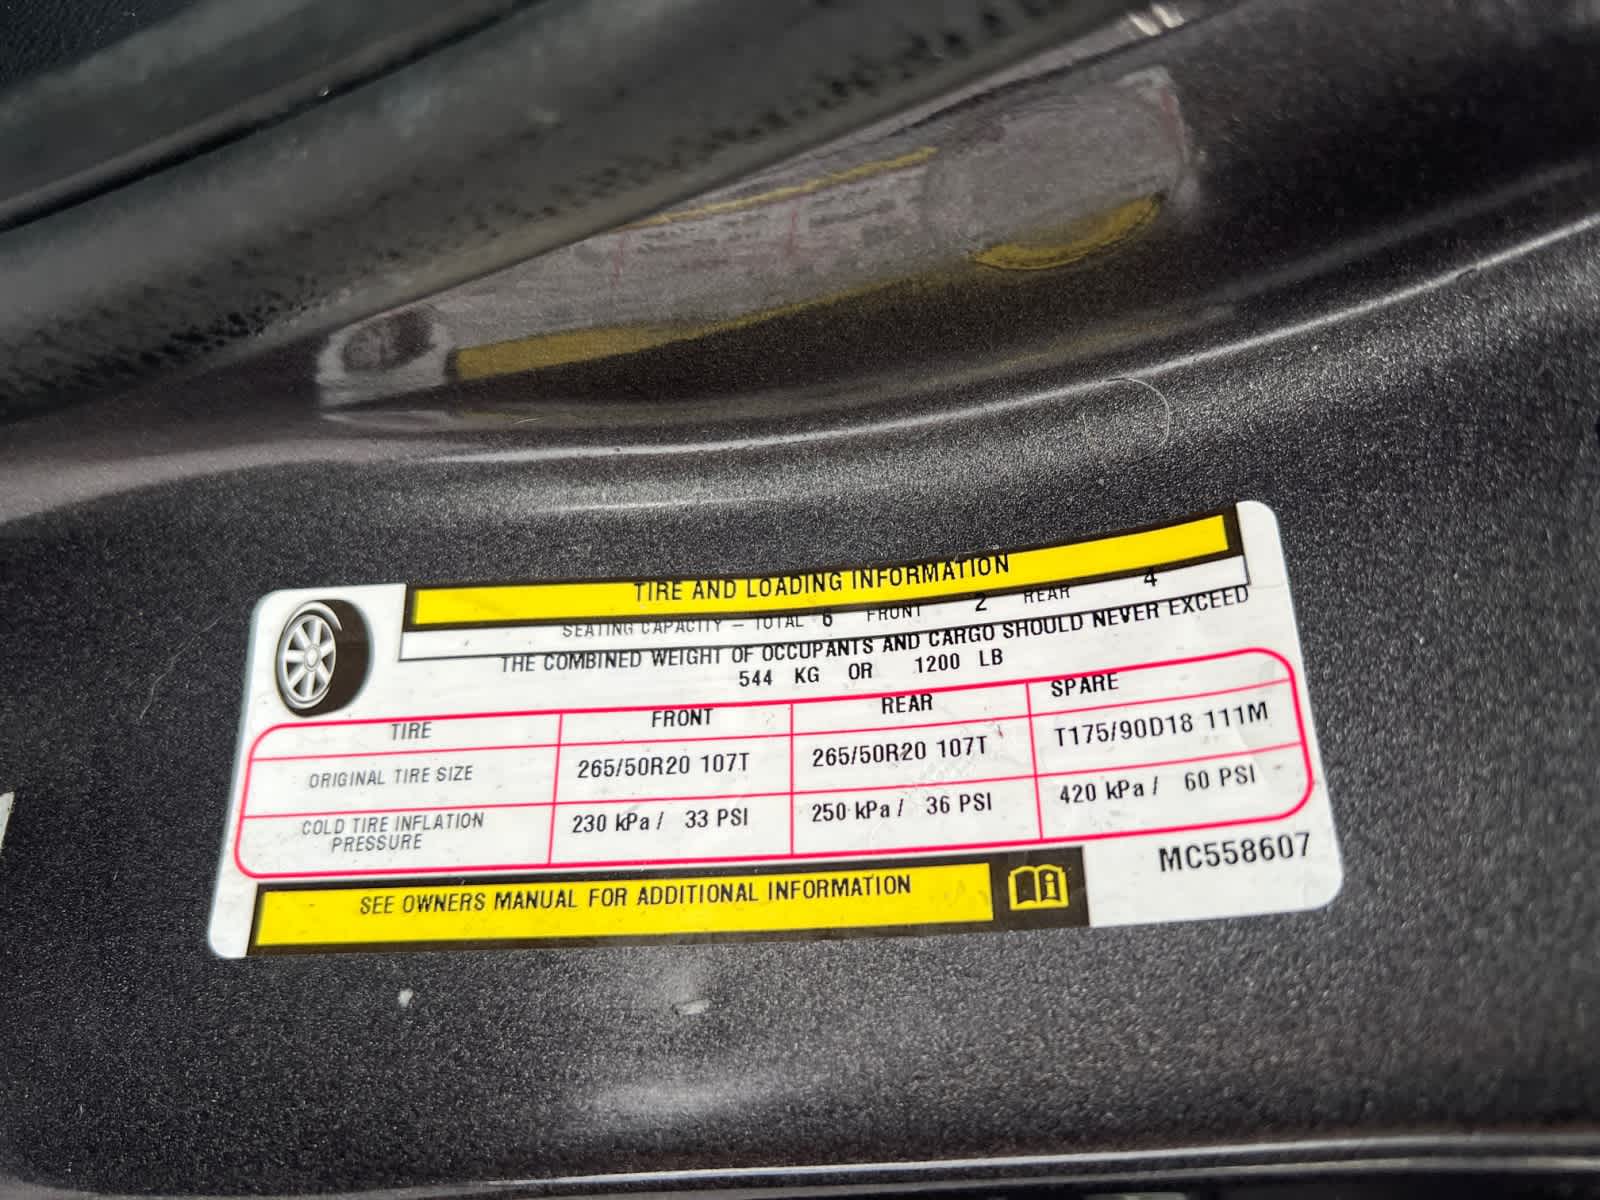 TIRE AND LOADING INFORMATION
SEATING CAPACITY – TOTAL 6 FRONT 2 REAR 4
THE COMBINED WEIGHT OF OCCUPANTS AND CARGO SHOULD NEVER EXCEED
544 KG OR 1200 LB
TIRE FRONT REAR SPARE
ORIGINAL TIRE SIZE 265/50R20 107T 265/50R20 107T T175/90D18 111M
COLD TIRE INFLATION
PRESSURE 230 kPa / 33 PSI 250 kPa / 36 PSI 420 kPa / 60 PSI
SEE OWNERS MANUAL FOR ADDITIONAL INFORMATION
MC558607